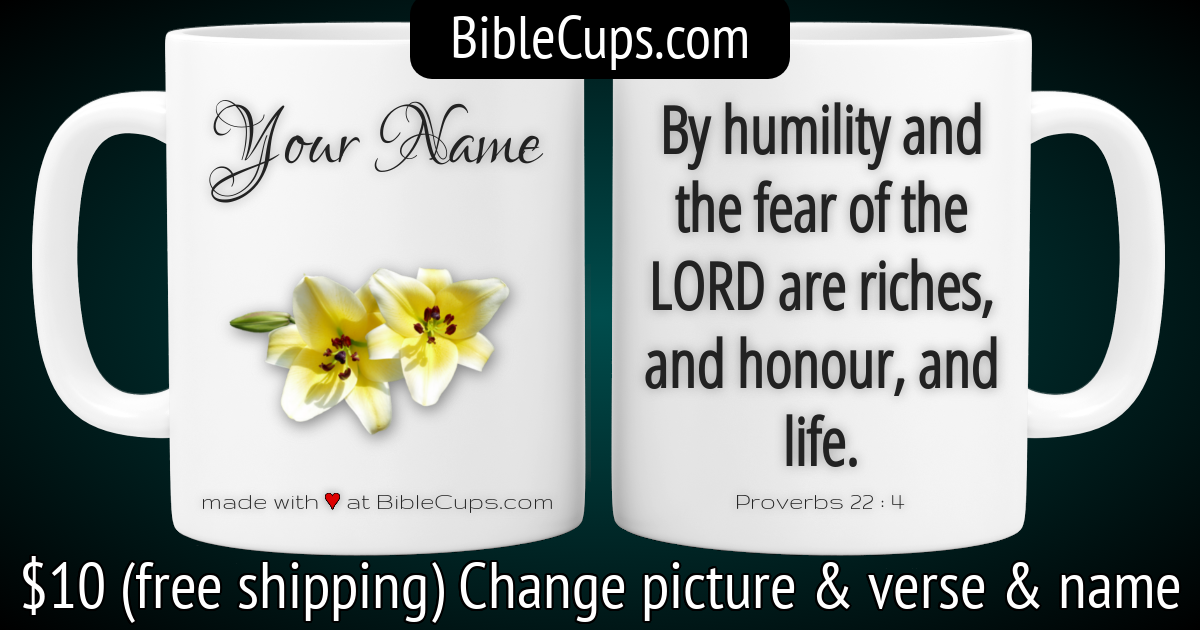 BibleCups.com
Your Name
made with ♥ at BibleCups.com
By humility and
the fear of the
LORD are riches,
and honour, and
life.
Proverbs 22 : 4
$10 (free shipping) Change picture & verse & name